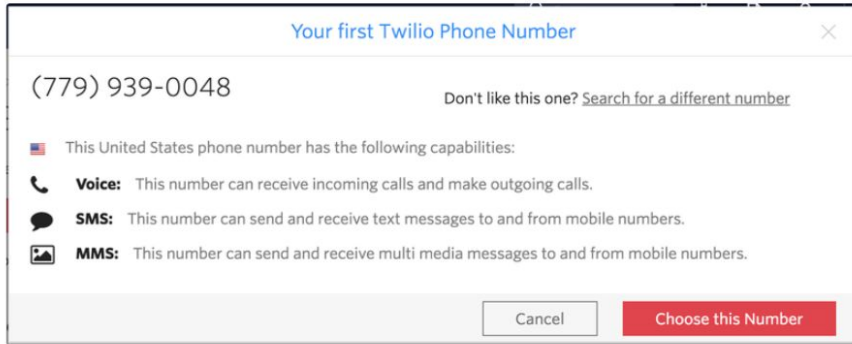 Your first Twilio Phone Number
(779) 939-0048
Don't like this one? Search for a different number
This United States phone number has the following capabilities:
Voice: This number can receive incoming calls and make outgoing calls.
SMS: This number can send and receive text messages to and from mobile numbers.
MMS: This number can send and receive multi media messages to and from mobile numbers.
Cancel
Choose this Number